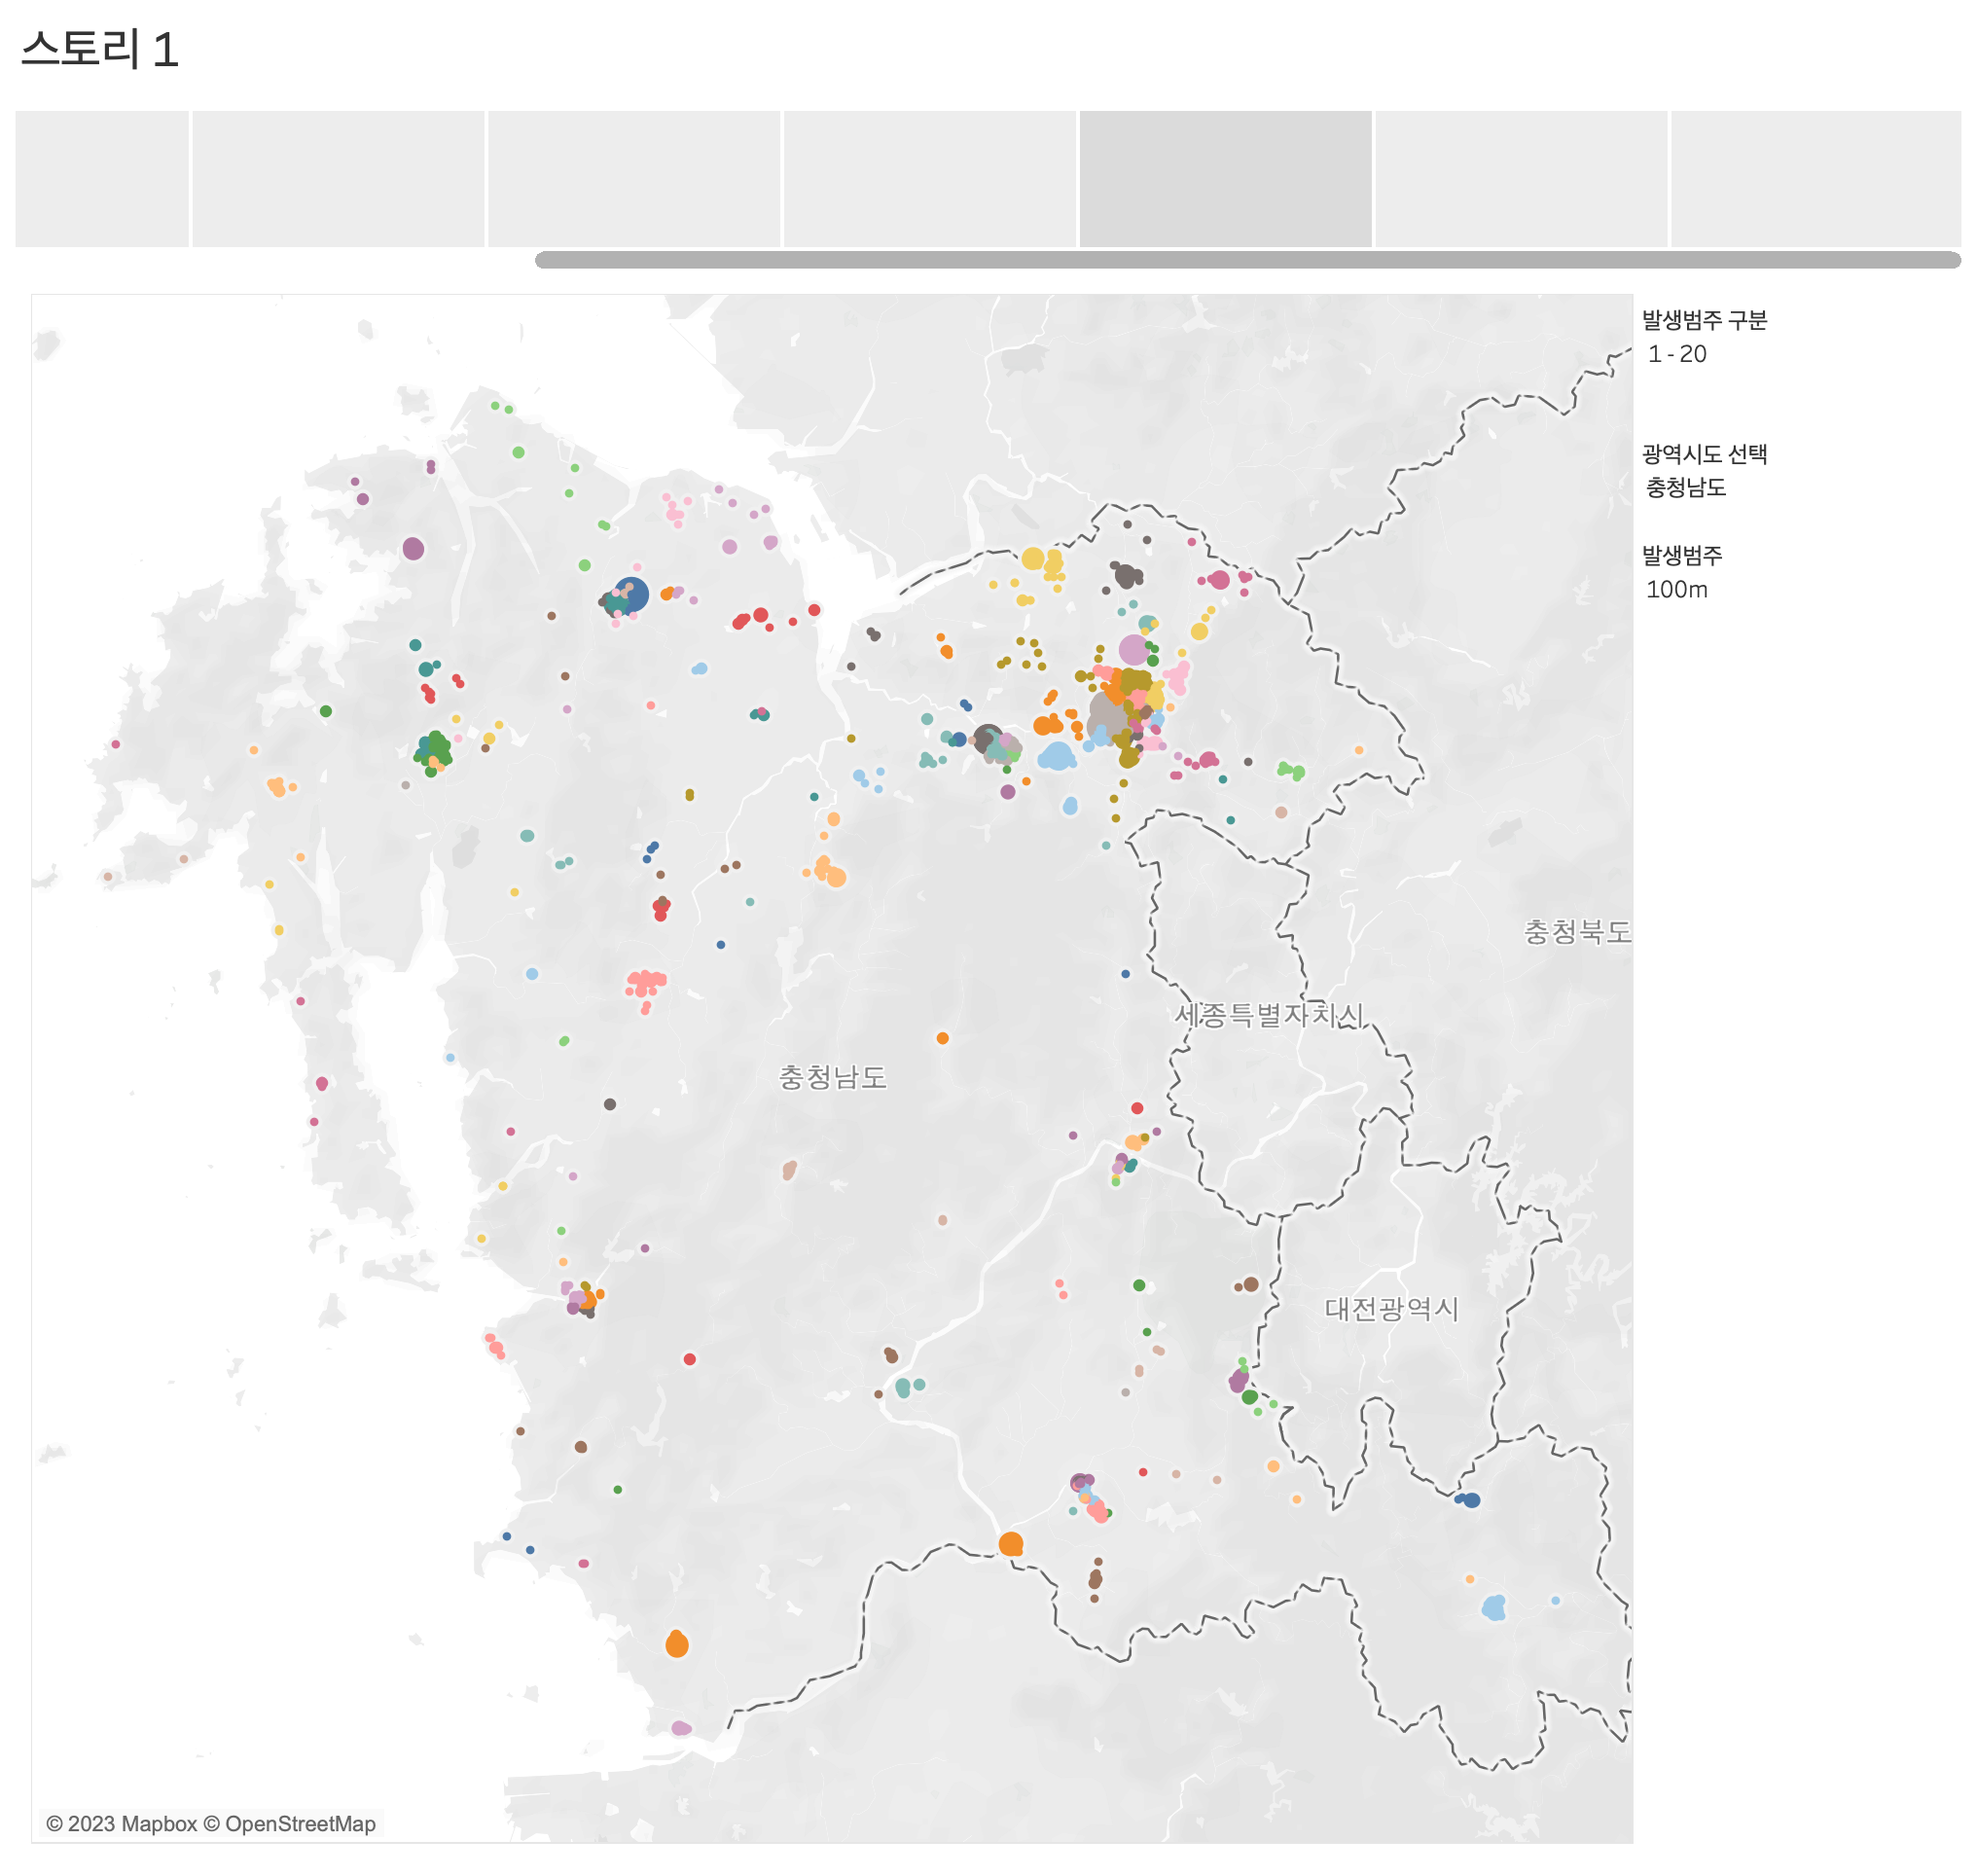 스토리 1
발생범주 구분
1 - 20
광역시도 선택
충청남도
발생범주
100m
충청북도
세종특별자치시
충청남도
대전광역시
© 2023 Mapbox © OpenStreetMap